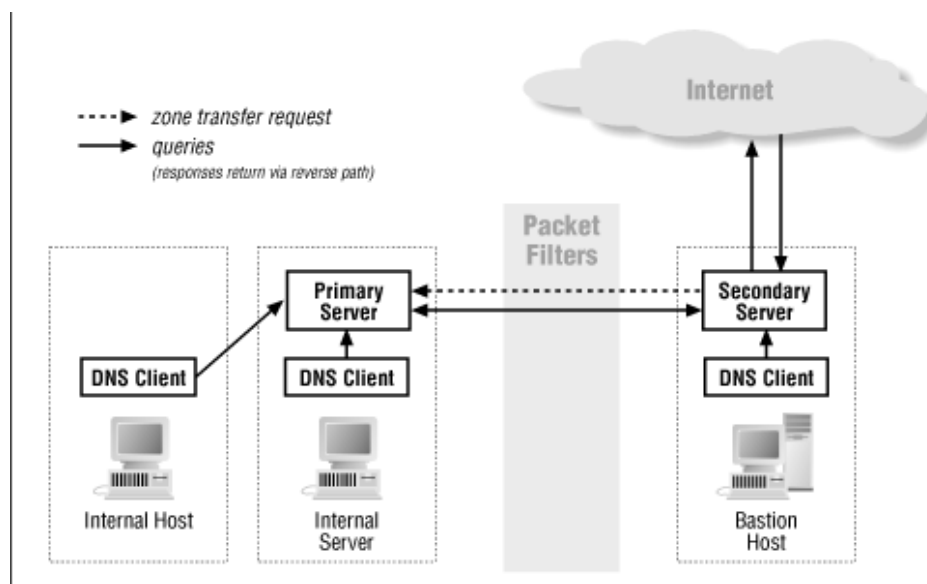 Internet
zone transfer request
queries
(responses return via reverse path)
Packet
Filters
Primary
Server
Secondary
Server
DNS Client
DNS Client
DNS Client
Internal Host
Internal
Server
Bastion
Host